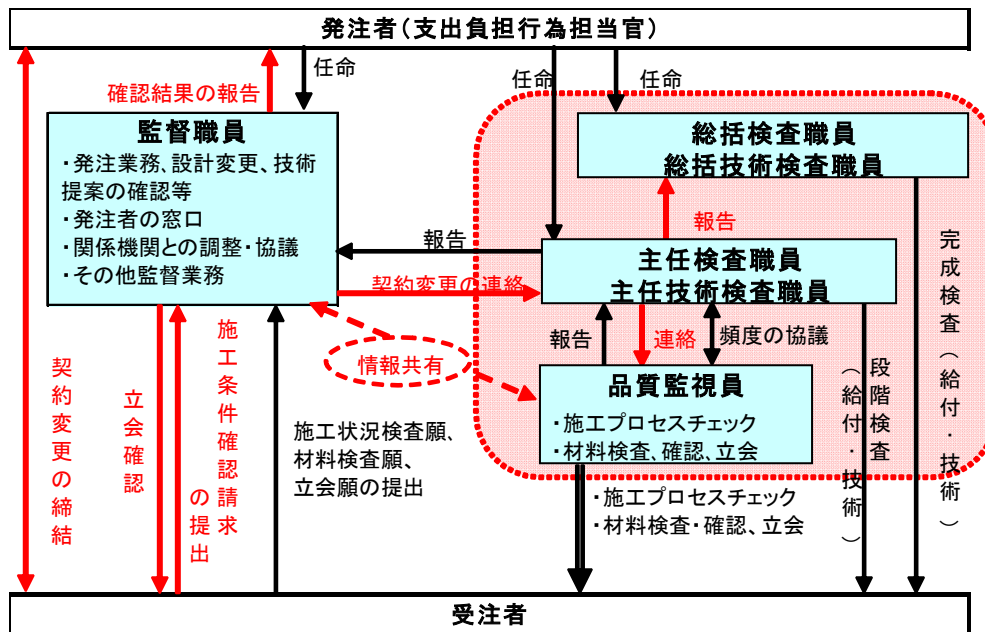 発注者(支出負担行為担当官)
任命
任命
任命
確認結果の報告
監督職員
・発注業務、設計変更、技術
提案の確認等
・発注者の窓口
・関係機関との調整・協議
・その他監督業務
総括検査職員
総括技術検査職員
報告
報告
主任検査職員
主任技術検査職員
契約変更の連絡
報告
連絡
頻度の協議
情報共有
品質監視員
・施工プロセスチェック
・材料検査、確認、立会
完成検査(給付・技術)
段階検査
(給付・技術)
契約変更の締結
立会確認
施工条件確認請求
の提出
施工状況検査願、
材料検査願、
立会願の提出
・施工プロセスチェック
・材料検査・確認、立会
受注者